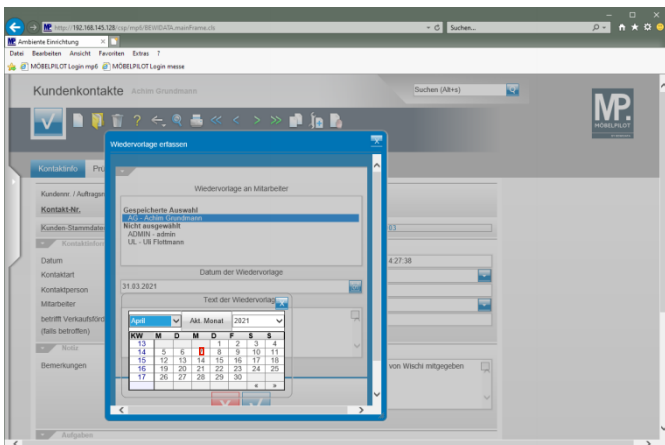 http://192.168.145.128/csp/mp6/BEWIDATA.mainFrame.cls
Suchen...
Ambiente Einrichtung
Datei Bearbeiten Ansicht Favoriten Extras ?
MÖBELPILOT Login mp6 MÖBELPILOT Login messe
Kundenkontakte Achim Grundmann
Suchen (Alt+s)
MP.
MÖBELPILOT
Wiedervorlage erfassen
Kontaktinfo
Wiedervorlage an Mitarbeiter
Kundennr. / Auftragsn
Gespeicherte Auswahl
Kontakt-Nr.
AG - Achim Grundmann
Nicht ausgewählt
Kunden-Stammdate
ADMIN - admin
UL - Uli Flottmann
Kontaktinform
Datum
4:27:38
Datum der Wiedervorlage
Kontaktart
31.03.2021
Kontaktperson
Text der Wiedervorlage
Mitarbeiter
April Akt. Monat 2021
betrifft Verkaufsförd
(falls betroffen)
KW M D M D F S S
13 1 2 3 4
14 5 6 7 8 9 10 11
15 12 13 14 15 16 17 18
16 19 20 21 22 23 24 25
17 26 27 28 29 30
« »
Notiz
Bemerkungen
von Wischi mitgegeben
Aufgaben